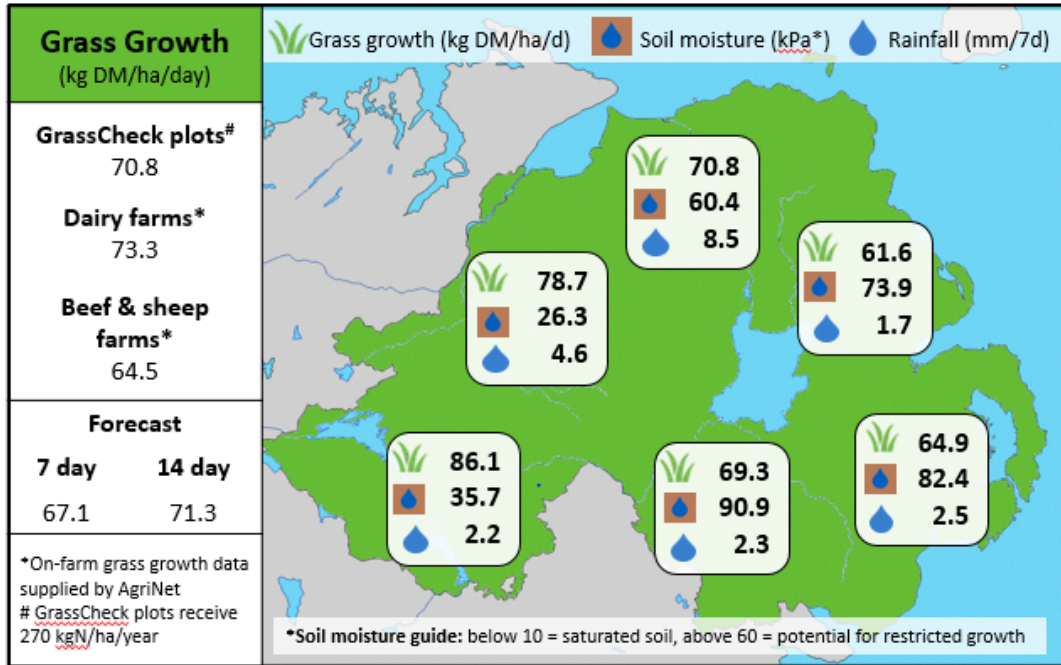 Grass Growth
(kg DM/ha/day)
GrassCheck plots#
70.8
Dairy farms*
73.3
Beef & sheep
farms*
64.5
Forecast
7 day 14 day
67.1 71.3
*On-farm grass growth data
supplied by AgriNet
# GrassCheck plots receive
270 kgN/ha/year
Grass growth (kg DM/ha/d) Soil moisture (kPa*) Rainfall (mm/7d)
70.8
60.4
8.5
61.6
73.9
1.7
78.7
26.3
4.6
86.1
35.7
2.2
69.3
90.9
2.3
64.9
82.4
2.5
*Soil moisture guide: below 10 = saturated soil, above 60 = potential for restricted growth